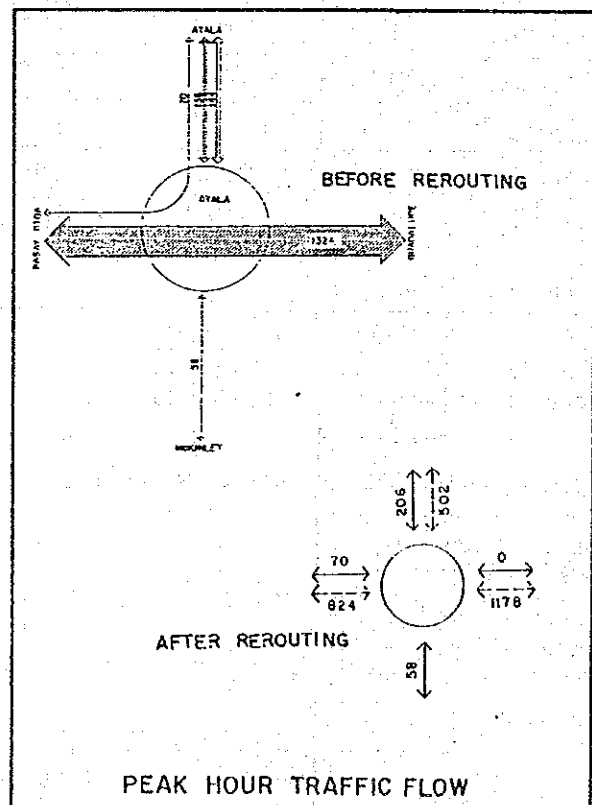 AYALA
70
AYALA
BEFORE REROUTING
1324
58
McKINLEY
206
502
70
0
824
1178
AFTER REROUTING
58
PEAK HOUR TRAFFIC FLOW